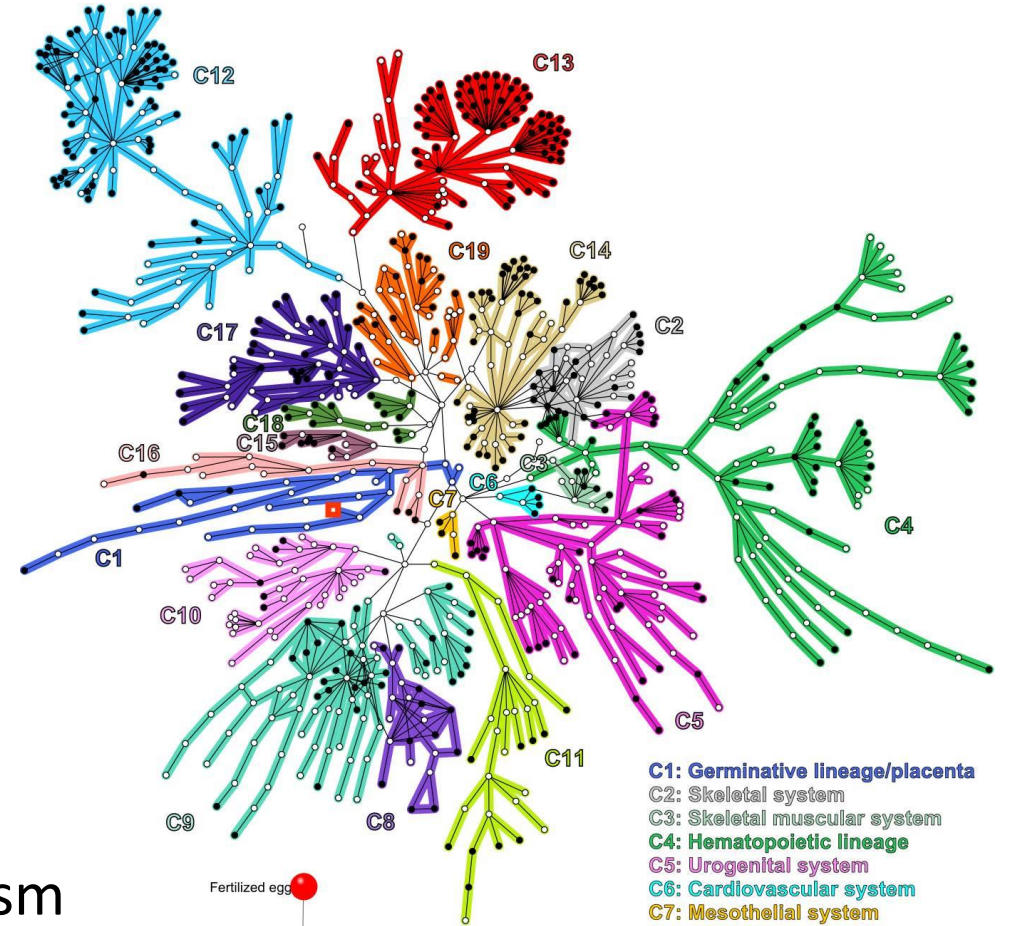 C12
C13
C19
C14
C17
C2
C18
C15
C16
C3
C6
C7
C4
C1
C10
C5
C11
C9
C8
C1: Germinative lineage/placenta
C2: Skeletal system
C3: Skeletal muscular system
C4: Hematopoietic lineage
C5: Urogenital system
C6: Cardiovascular system
C7: Mesothelial system
Fertilized egg
sm